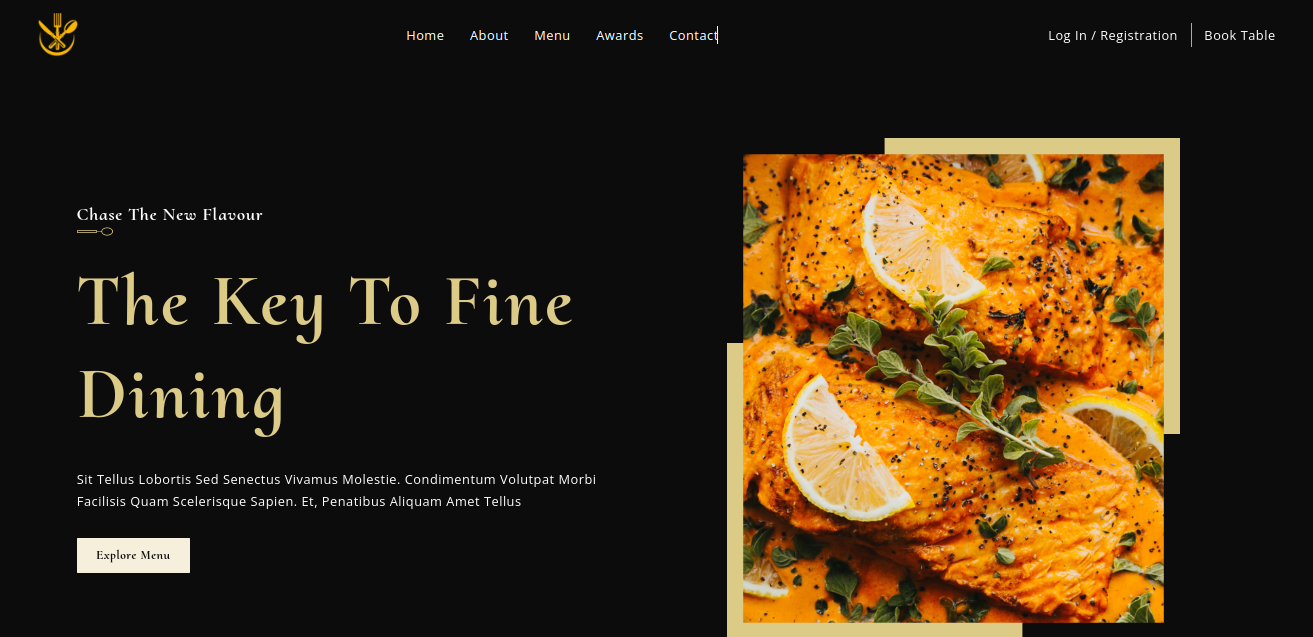 Home About Menu Awards Contact Log In / Registration Book Table
Chase The New Flavour
The Key To Fine
Dining
Sit Tellus Lobortis Sed Senectus Vivamus Molestie. Condimentum Volutpat Morbi
Facilisis Quam Scelerisque Sapien. Et, Penatibus Aliquam Amet Tellus
Explore Menu